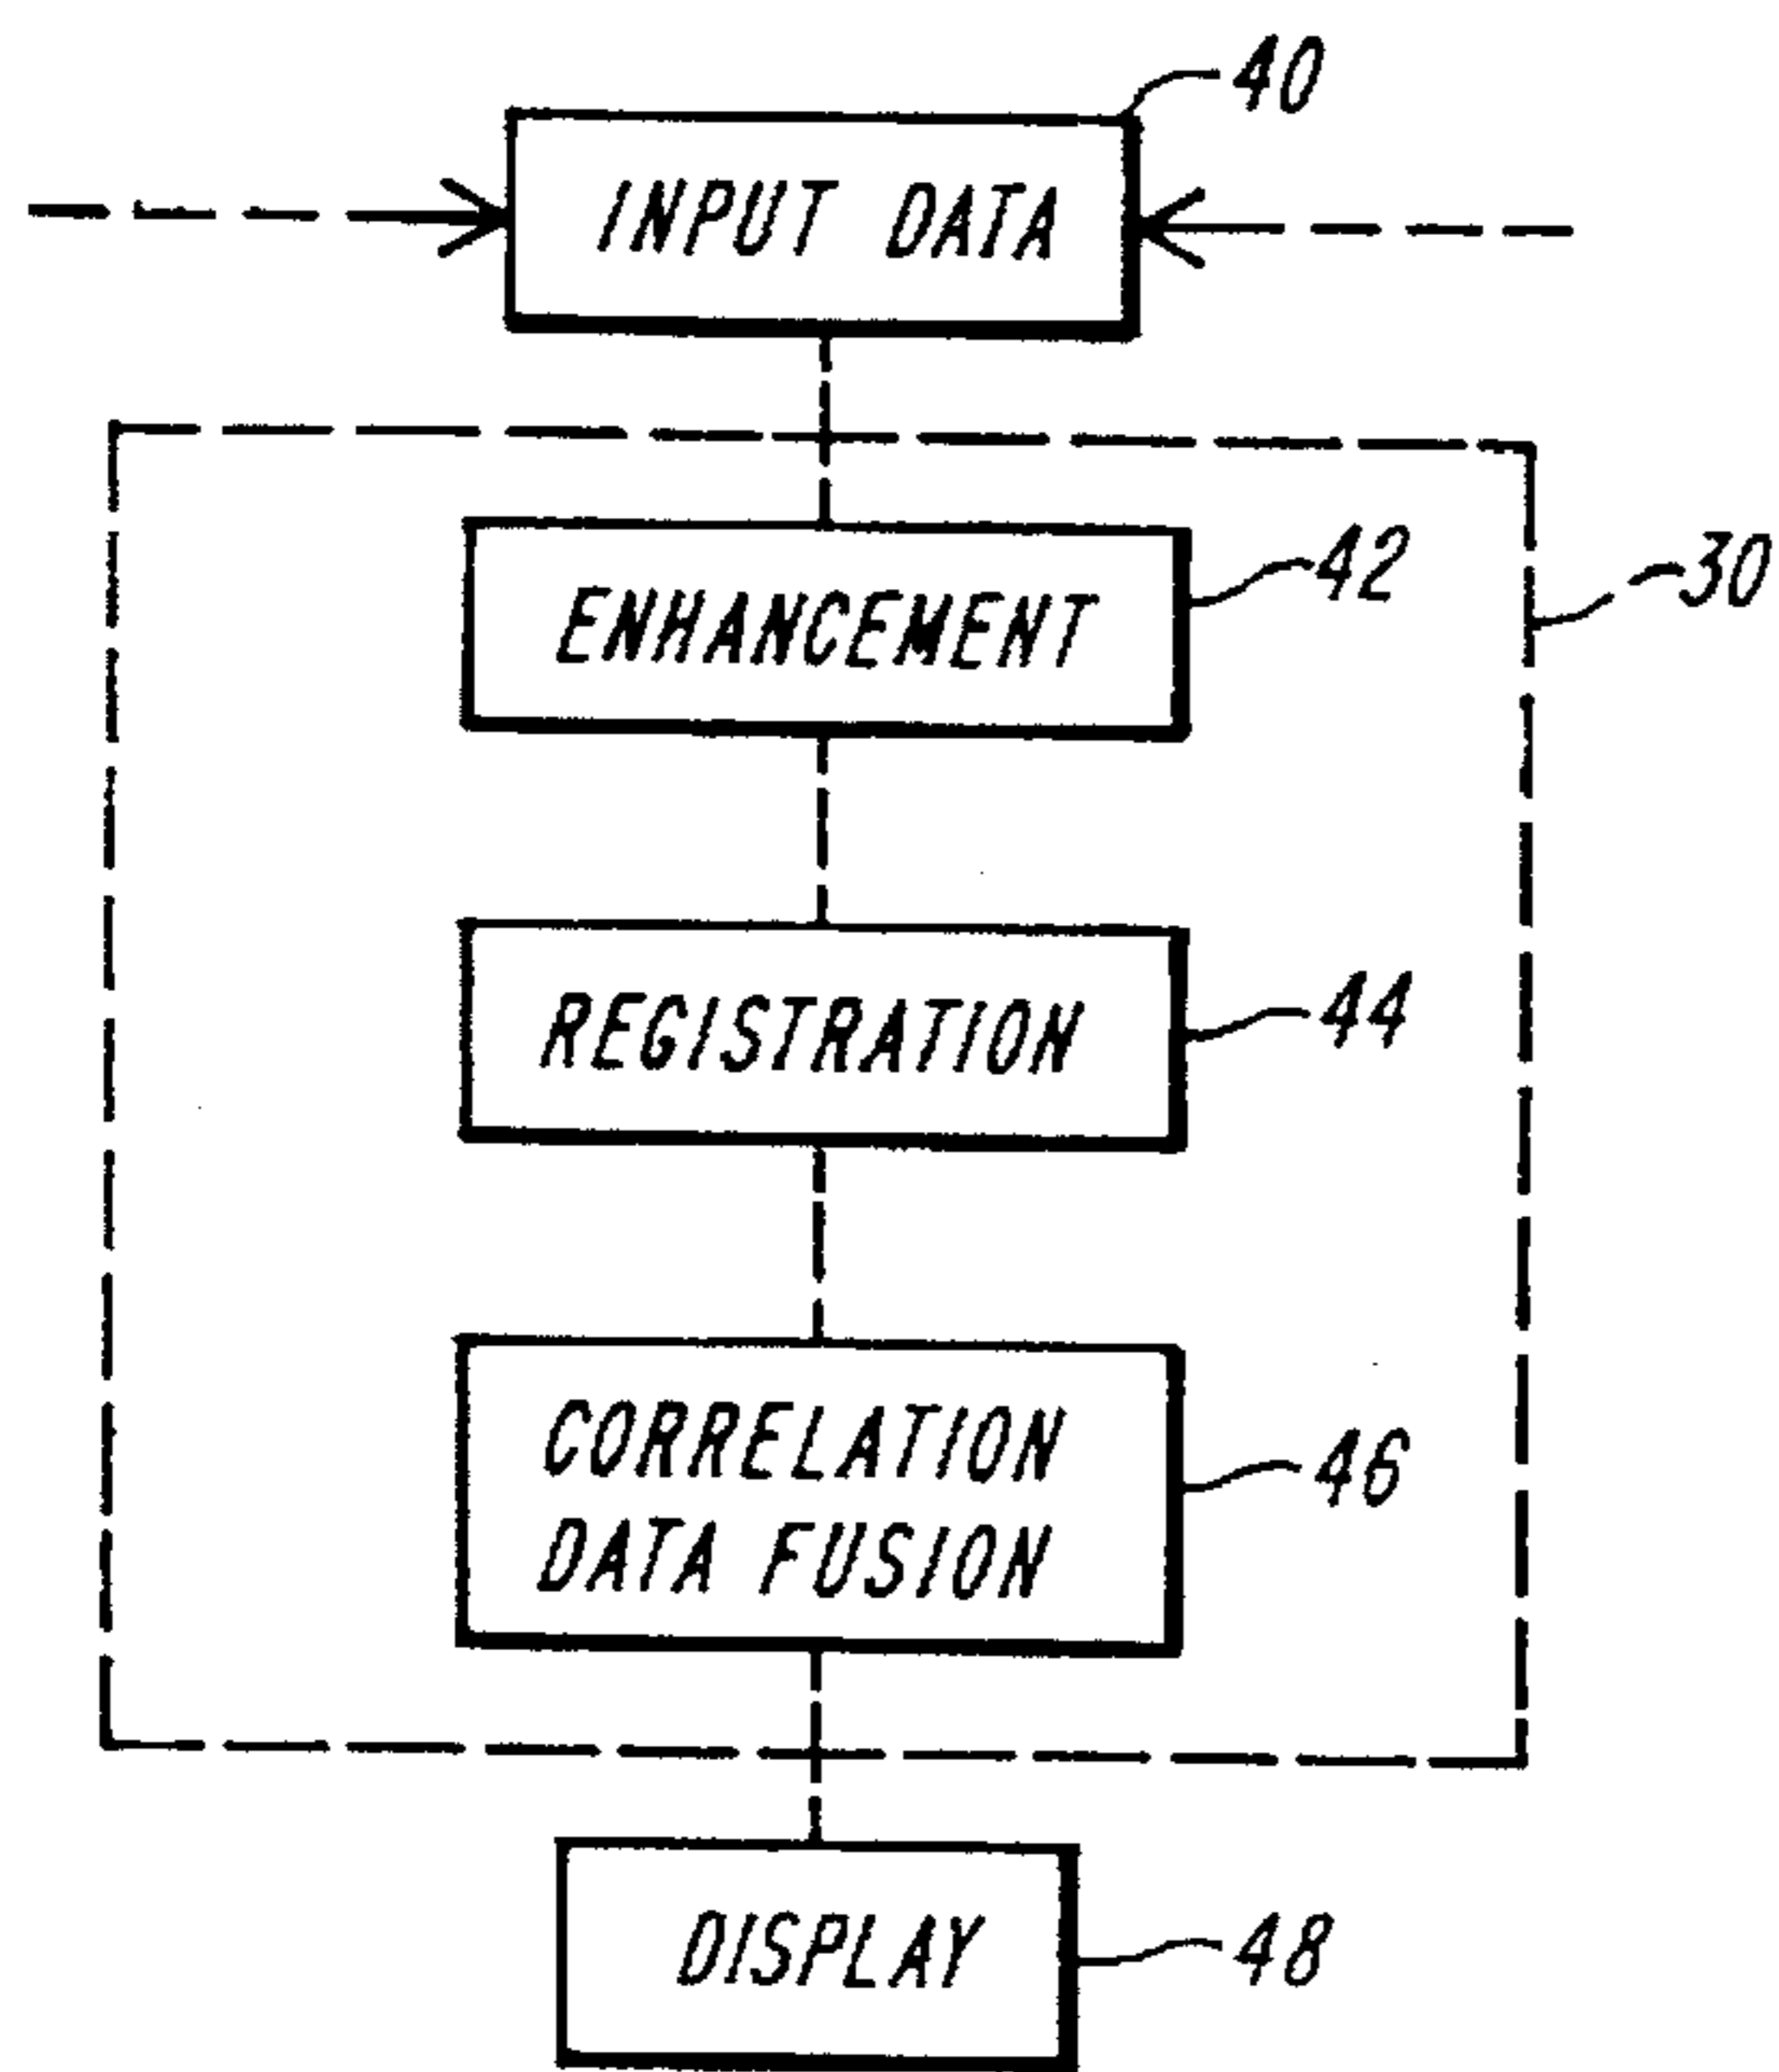 40
INPUT DATA
ENHANCEMENT
42
30
REGISTRATION
44
CORRELATION
DATA FUSION
46
DISPLAY
48